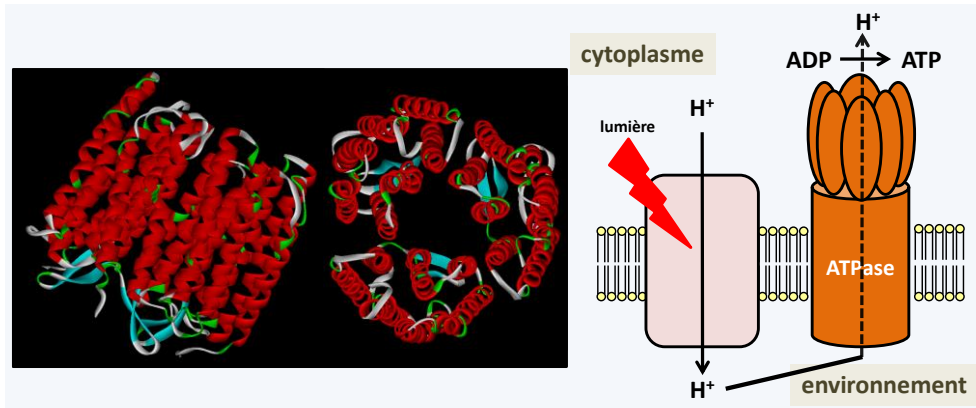 cytoplasme
H+
lumière
H+
H+
ADP
ATP
ATPase
environnement